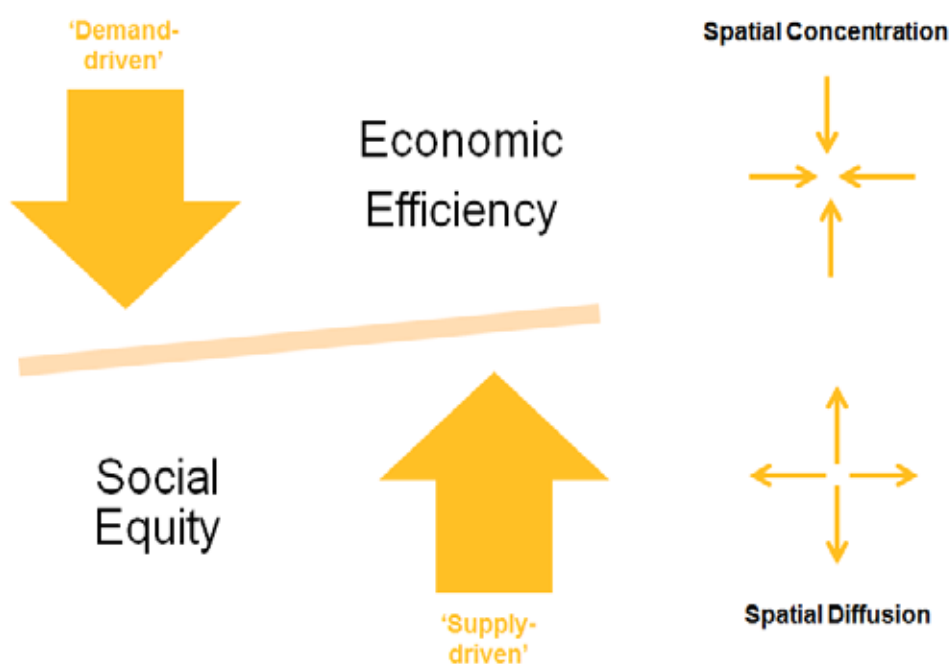 ‘Demand-
driven’
Spatial Concentration
Economic
Efficiency
Social
Equity
‘Supply-
driven’
Spatial Diffusion